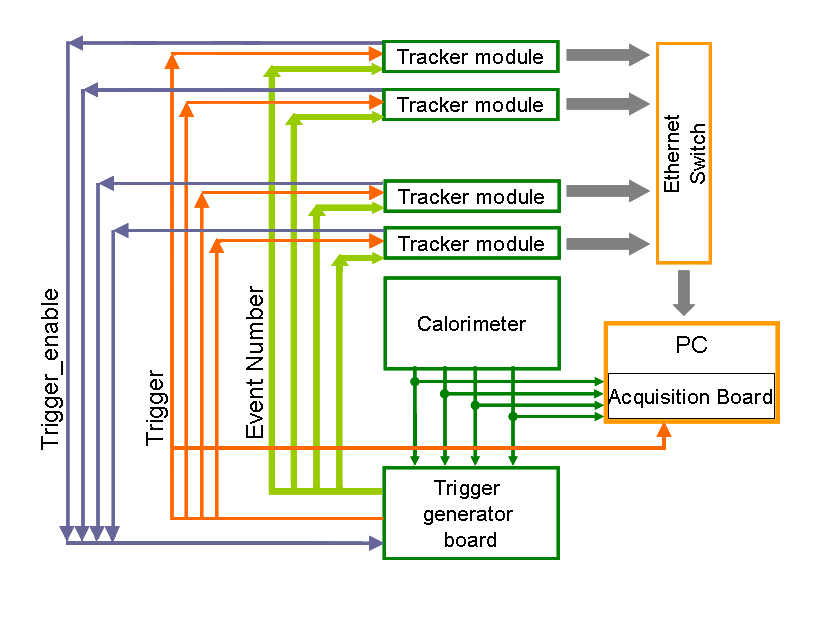 Tracker module
Tracker module
Tracker module
Tracker module
Ethernet
Switch
Calorimeter
PC
Acquisition Board
Trigger_enable
Trigger
Event Number
Trigger
generator
board